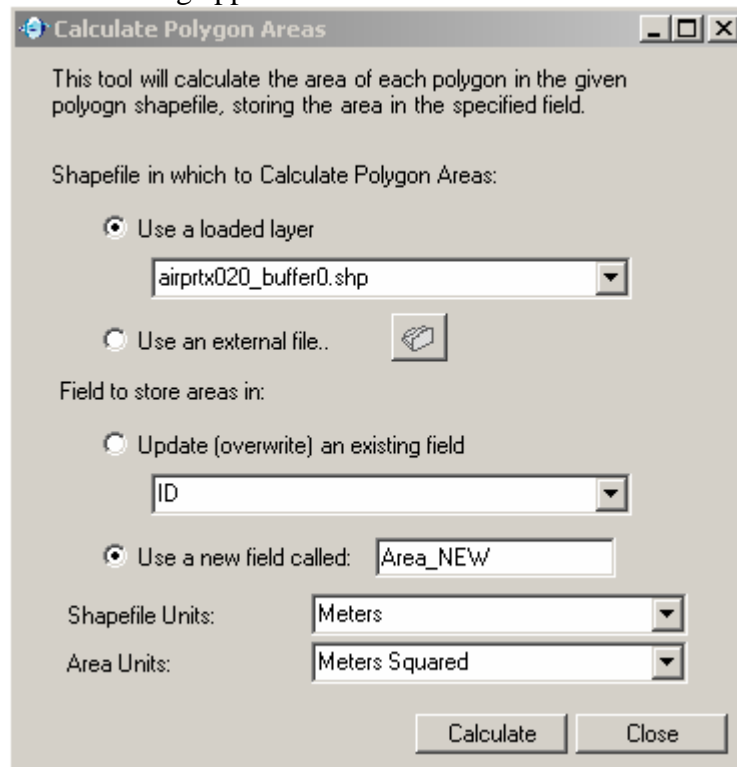 Calculate Polygon Areas
This tool will calculate the area of each polygon in the given
polyogn shapefile, storing the area in the specified field.
Shapefile in which to Calculate Polygon Areas:
Use a loaded layer
airprtx020_buffer0.shp
Use an external file..
Field to store areas in:
Update (overwrite) an existing field
ID
Use a new field called: Area_NEW
Shapefile Units: Meters
Area Units: Meters Squared
Calculate Close